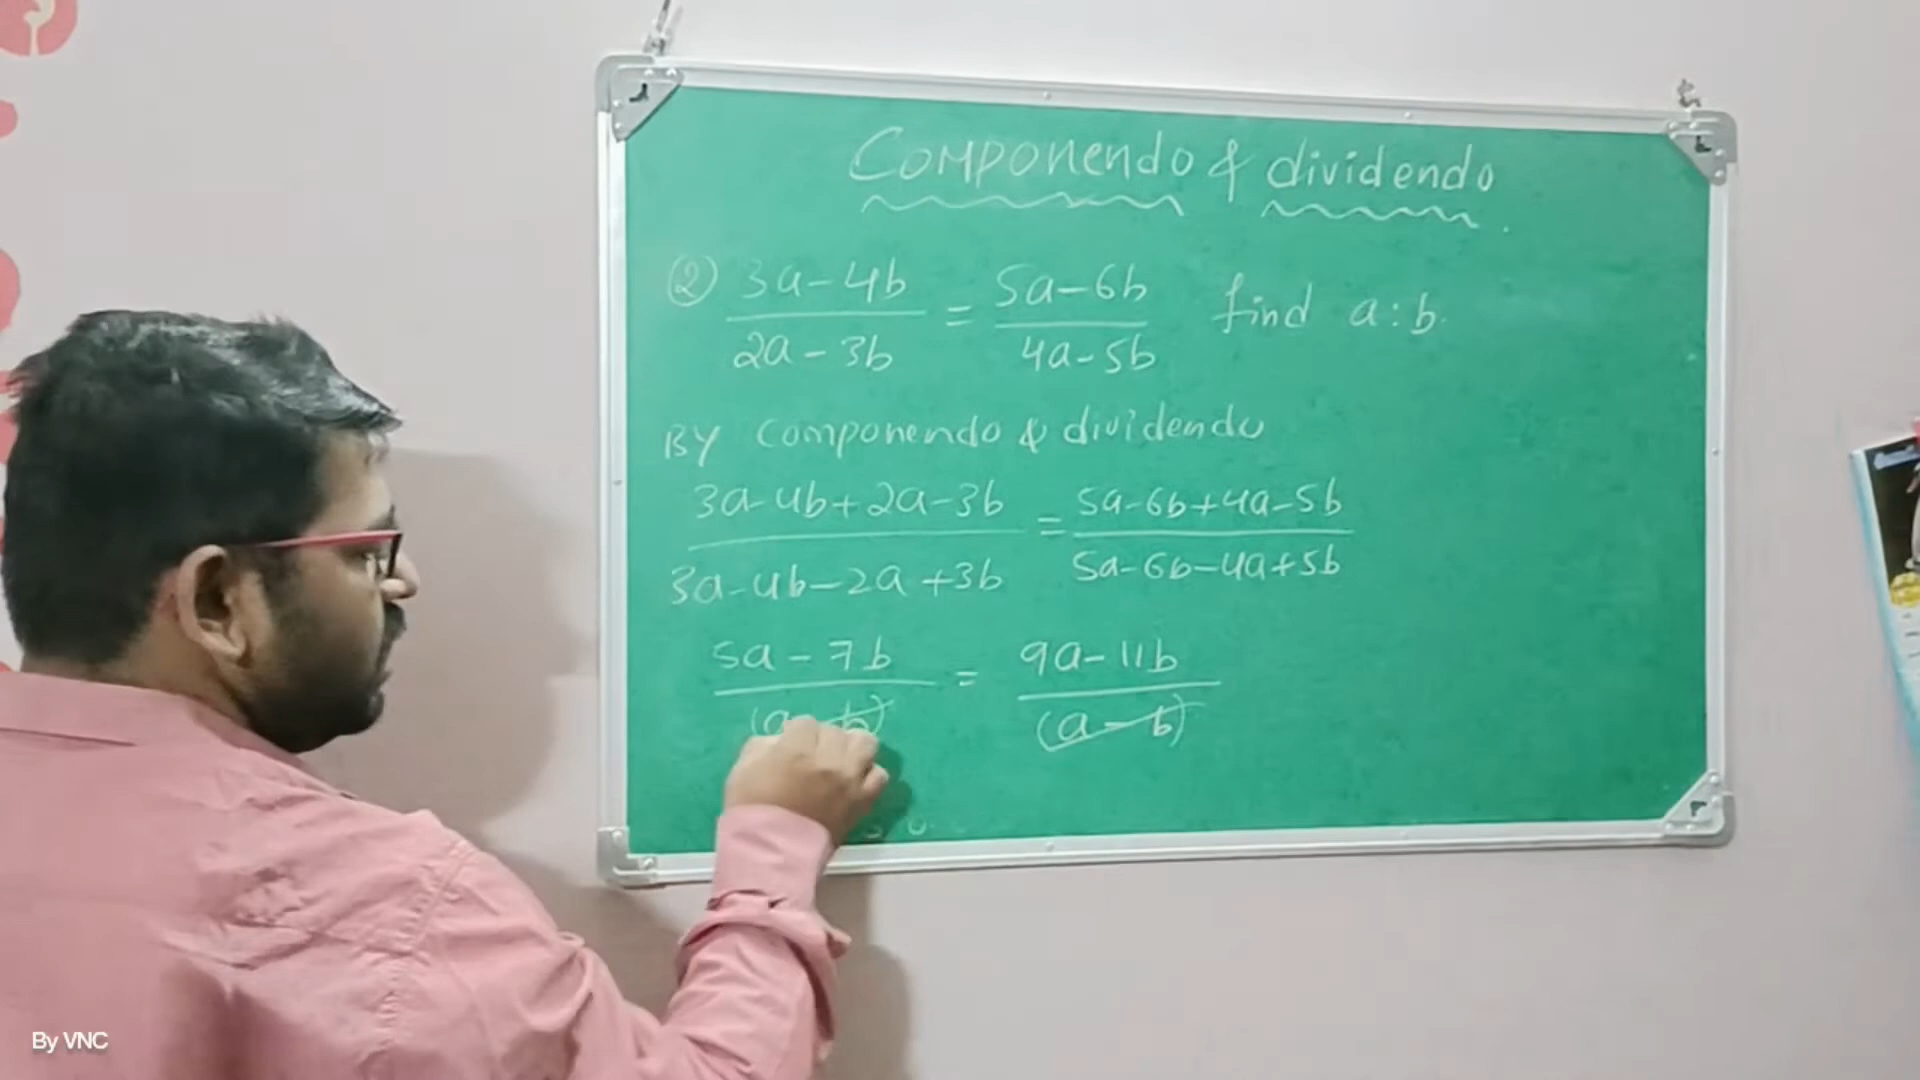 Componendo & dividendo
② 3a-4b / 2a-3b = 5a-6b / 4a-5b find a:b.
BY componendo & dividendo
3a-4b+2a-3b / 3a-4b-2a+3b = 5a-6b+4a-5b / 5a-6b-4a+5b
5a-7b / (a-b) = 9a-11b / (a-b)
By VNC